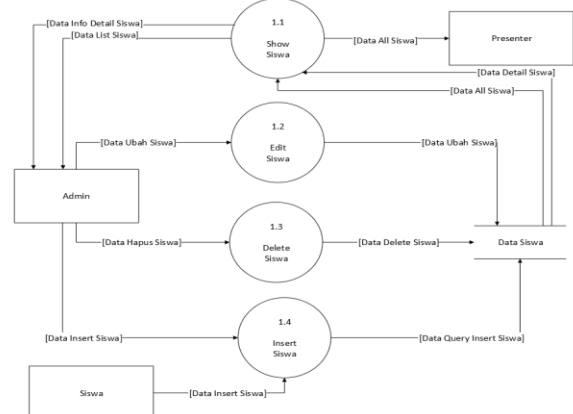 [Data Info Detail Siswa]
[Data List Siswa]
1.1
Show
Siswa
[Data All Siswa]
Presenter
[Data Detail Siswa]
[Data All Siswa]
1.2
Edit
Siswa
[Data Ubah Siswa]
[Data Ubah Siswa]
Admin
1.3
Delete
Siswa
[Data Hapus Siswa]
[Data Delete Siswa]
Data Siswa
1.4
Insert
Siswa
[Data Insert Siswa]
[Data Query Insert Siswa]
Siswa
[Data Insert Siswa]